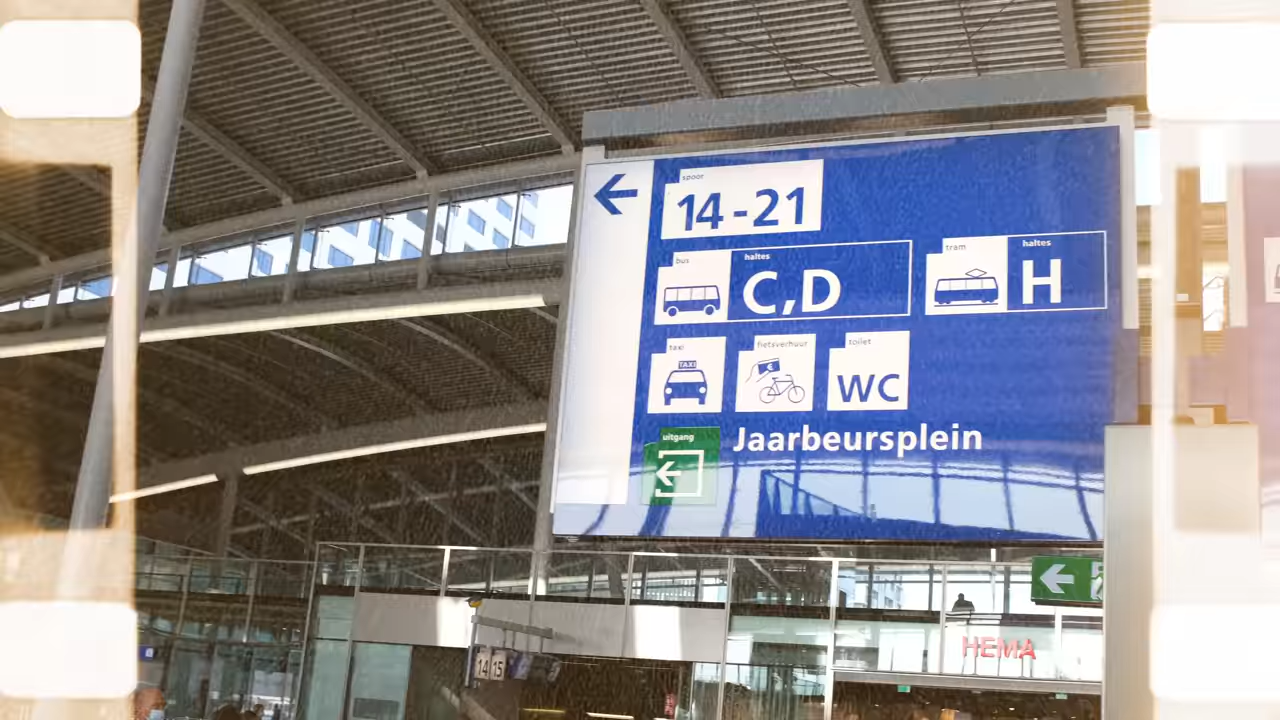 spoor
14-21
bus
haltes
C,D
tram
haltes
H
taxi
TAXI
fietsverhuur
toilet
WC
uitgang
Jaarbeursplein
HEMA
14 15